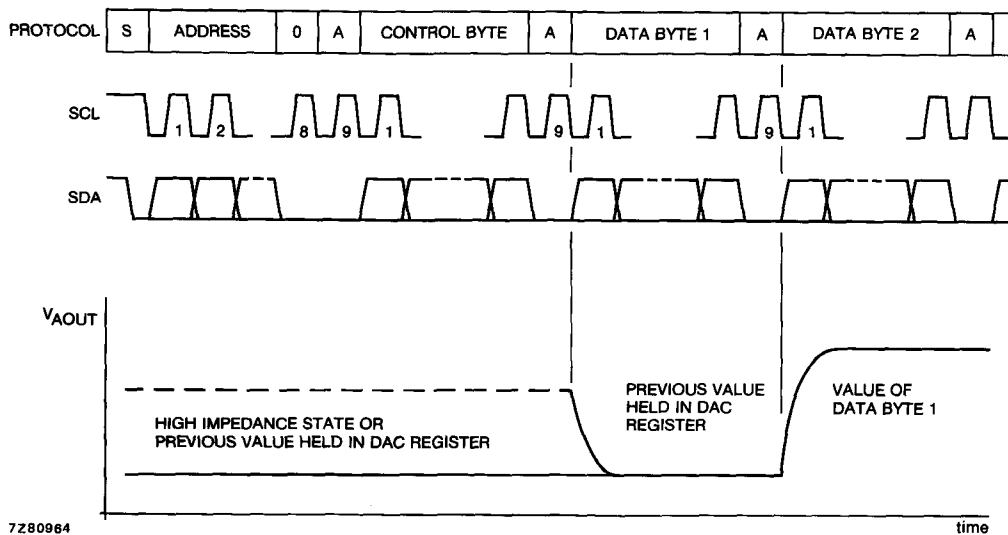 PROTOCOL S ADDRESS 0 A CONTROL BYTE A DATA BYTE 1 A DATA BYTE 2 A
SCL 1 2 8 9 1 9 1 9 1
SDA
VAOUT
HIGH IMPEDANCE STATE OR
PREVIOUS VALUE HELD IN DAC REGISTER
PREVIOUS VALUE
HELD IN DAC
REGISTER
VALUE OF
DATA BYTE 1
7Z80964
time